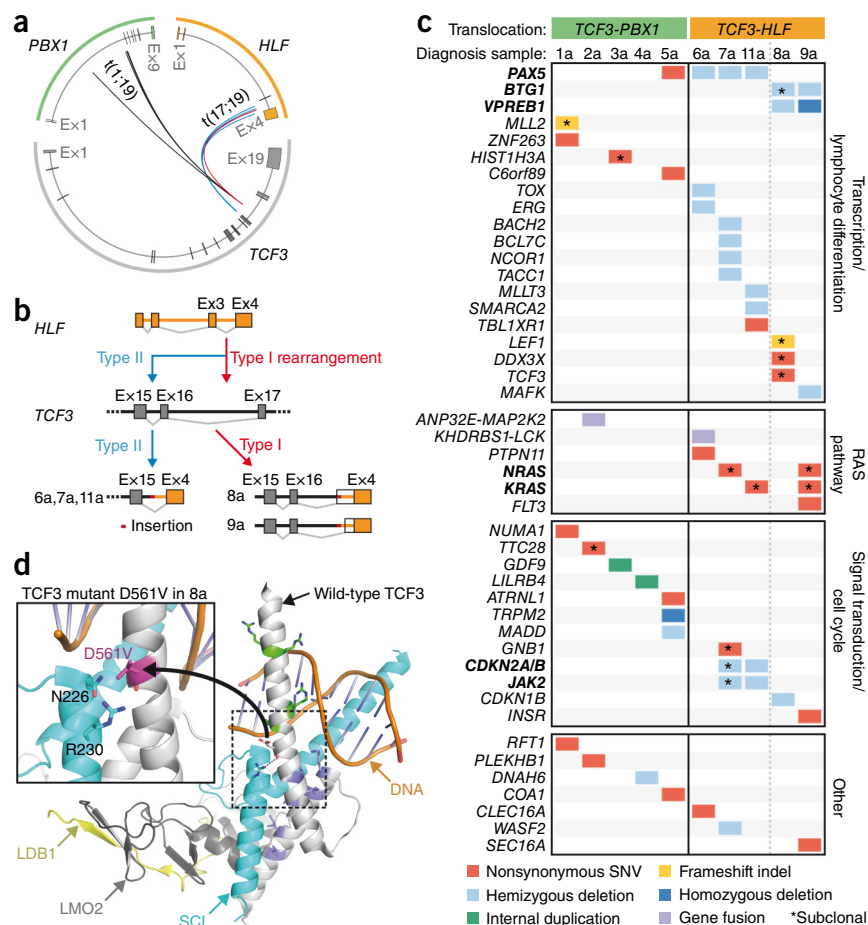 a
PBX1
HLF
TCF3
Ex9
Ex1
Ex1
Ex4
Ex1
Ex19
t(1;19)
t(17;19)
b
HLF
Ex3 Ex4
Type II
Type I rearrangement
Ex15 Ex16
Ex17
TCF3
Type II
Type I
Ex15 Ex4
6a,7a,11a
Insertion
Ex15 Ex16 Ex4
8a
9a
c
Translocation: TCF3-PBX1 TCF3-HLF
Diagnosis sample: 1a 2a 3a 4a 5a 6a 7a 11a 8a 9a
PAX5
BTG1 *
VPREB1
MLL2 *
ZNF263
HIST1H3A *
C6orf89
TOX
ERG
BACH2
BCL7C
NCOR1
TACC1
MLLT3
SMARCA2
TBL1XR1
LEF1 *
DDX3X *
TCF3 *
MAFK
Transcription/
lymphocyte differentiation
ANP32E-MAP2K2
KHDRBS1-LCK
PTPN11
NRAS * *
KRAS * *
FLT3
RAS
pathway
NUMA1
TTC28 *
GDF9
LILRB4
ATRNL1
TRPM2
MADD
GNB1 *
CDKN2A/B *
JAK2 *
CDKN1B
INSR
Signal transduction/
cell cycle
RFT1
PLEKHB1
DNAH6
COA1
CLEC16A
WASF2
SEC16A
Other
Nonsynonymous SNV
Frameshift indel
Hemizygous deletion
Homozygous deletion
Internal duplication
Gene fusion
*Subclonal
d
TCF3 mutant D561V in 8a
D561V
N226
R230
Wild-type TCF3
DNA
LDB1
LMO2
SCL